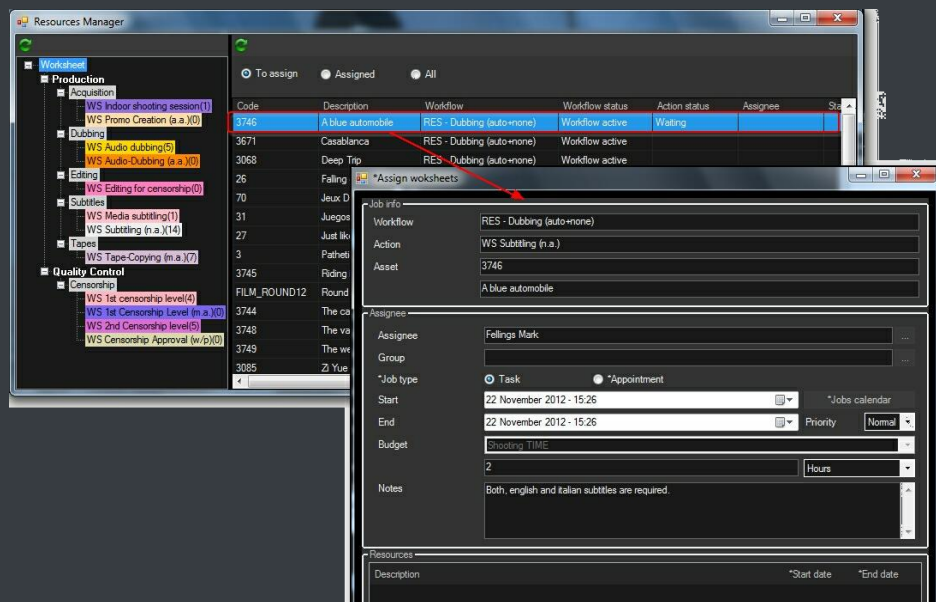 Resources Manager
Worksheet
Production
Acquisition
WS Indoor shooting session(1)
WS Promo Creation (a.a.)(0)
Dubbing
WS Audio dubbing(5)
WS Audio-Dubbing (a.a.)(0)
Editing
WS Editing for censorship(0)
Subtitles
WS Media subtitling(1)
WS Subtitling (n.a.)(14)
Tapes
WS Tape-Copying (m.a.)(7)
Quality Control
Censorship
WS 1st censorship level(4)
WS 1st Censorship Level (m.a.)(0)
WS 2nd Censorship level(5)
WS Censorship Approval (w/p)(0)
To assign Assigned All
Code Description Workflow Workflow status Action status Assignee Sta
3746 A blue automobile RES - Dubbing (auto+none) Workflow active Waiting
3671 Casablanca RES - Dubbing (auto+none) Workflow active
3068 Deep Trip RES - Dubbing (auto+none) Workflow active
26 Falling
70 Jeux D
31 Juegos
27 Just lik
3 Patheti
3745 Riding
FILM_ROUND12 Round
3744 The ca
3748 The va
3749 The we
3085 Zi Yue
*Assign woksheets
Job info
Workflow RES - Dubbing (auto+none)
Action WS Subtitling (n.a.)
Asset 3746
A blue automobile
Assignee
Assignee Fellings Mark ...
Group ...
*Job type Task *Appointment
Start 22 November 2012 - 15:26 *Jobs calendar
End 22 November 2012 - 15:26 Priority Normal
Budget Shooting TIME
2 Hours
Notes Both, english and italian subtitles are required.
Resources
Description *Start date *End date